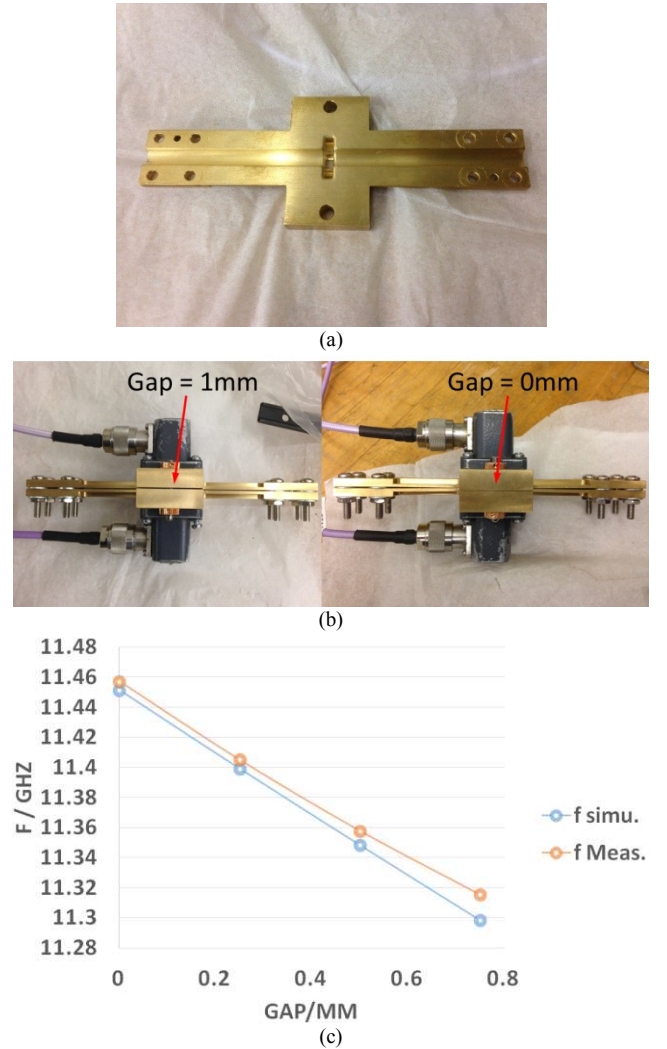 (a)
Gap = 1mm
Gap = 0mm
(b)
11.48
11.46
11.44
11.42
11.4
11.38
11.36
11.34
11.32
11.3
11.28
F / GHZ
0
0.2
0.4
0.6
0.8
GAP/MM
f simu.
f Meas.
(c)